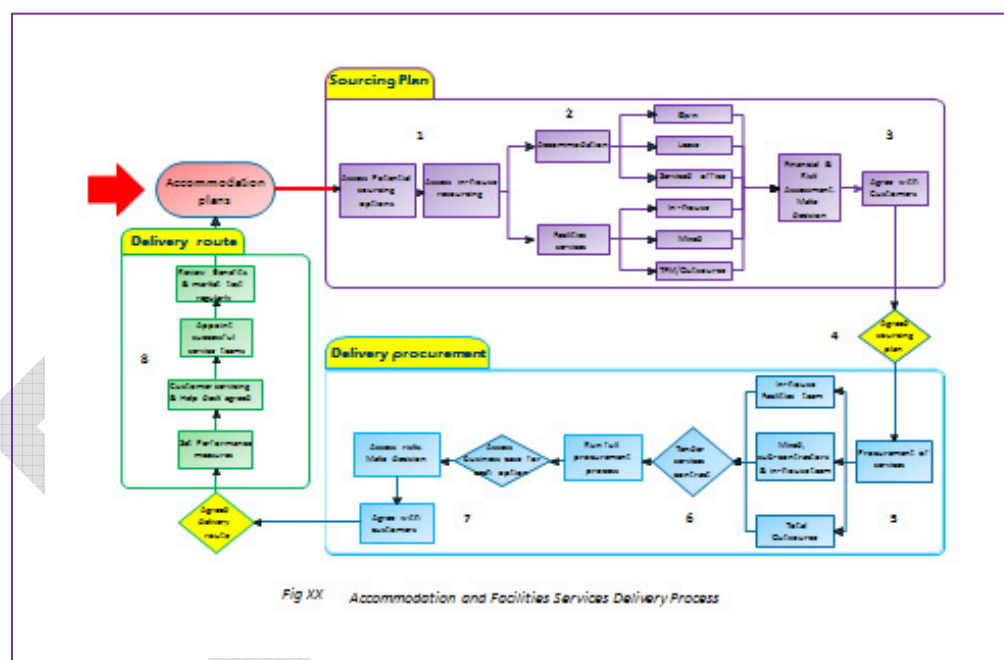 Sourcing Plan
1
2
3
Accommodation
plans
Access Potential
sourcing
options
Access in-house
resourcing
Accommodation
Facilities
services
Own
Lease
Serviced office
In-House
Mixed
TFM/Outsource
Financial & 
Risk
Assessment.
Make
Decision
Agree with
Customers
4
Agreed
sourcing
plan
Delivery procurement
Procurement of
services
5
In-House
Facilities team
Mixed,
sub-contractors
& in-house team
Total
Outsource
6
Tender
services
contract
Run full
procurement
process
Access
business case for
each option
7
Access risks.
Make decision
Agree with
customers
Agreed
delivery
route
Delivery route
8
Set Performance
measures
Customer servicing
& Help desk agreed
Appoint
successful
service teams
Review Benefits
& market test
regularly
Fig XX Accommodation and Facilities Services Delivery Process